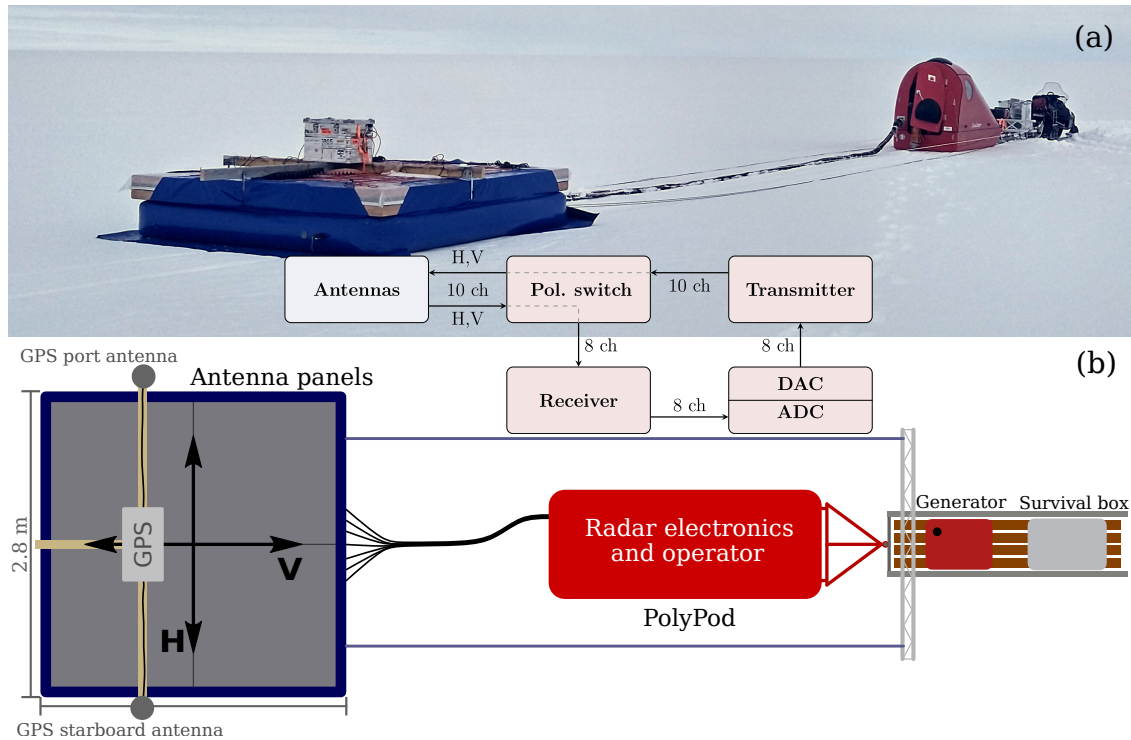 (a)
H,V
10 ch
H,V
Antennas
Pol. switch
10 ch
Transmitter
8 ch
8 ch
Receiver
8 ch
DAC
ADC
(b)
GPS port antenna
Antenna panels
2.8 m
GPS
V
H
GPS starboard antenna
Radar electronics
and operator
PolyPod
Generator
Survival box